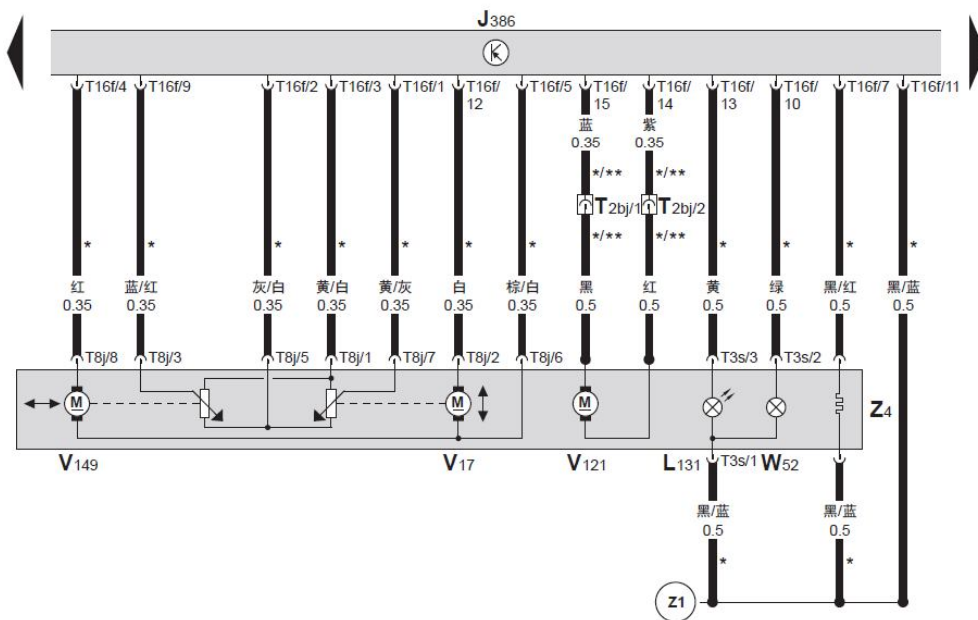 J386
T16f/4 T16f/9 T16f/2 T16f/3 T16f/1 T16f/12 T16f/5 T16f/15 T16f/14 T16f/13 T16f/10 T16f/7 T16f/11
蓝 紫
0.35 0.35
*/** */**
T2bj/1 T2bj/2
*/** */**
* * * * * * * * * * *
红 蓝/红 灰/白 黄/白 黄/灰 白 棕/白 黑 红 黄 绿 黑/红 黑/蓝
0.35 0.35 0.35 0.35 0.35 0.35 0.35 0.5 0.5 0.5 0.5 0.5 0.5
T8j/8 T8j/3 T8j/5 T8j/1 T8j/7 T8j/2 T8j/6 T3s/3 T3s/2
M M M
Z4
V149 V17 V121 L131 T3s/1 W52
黑/蓝 黑/蓝
0.5 0.5
* *
Z1